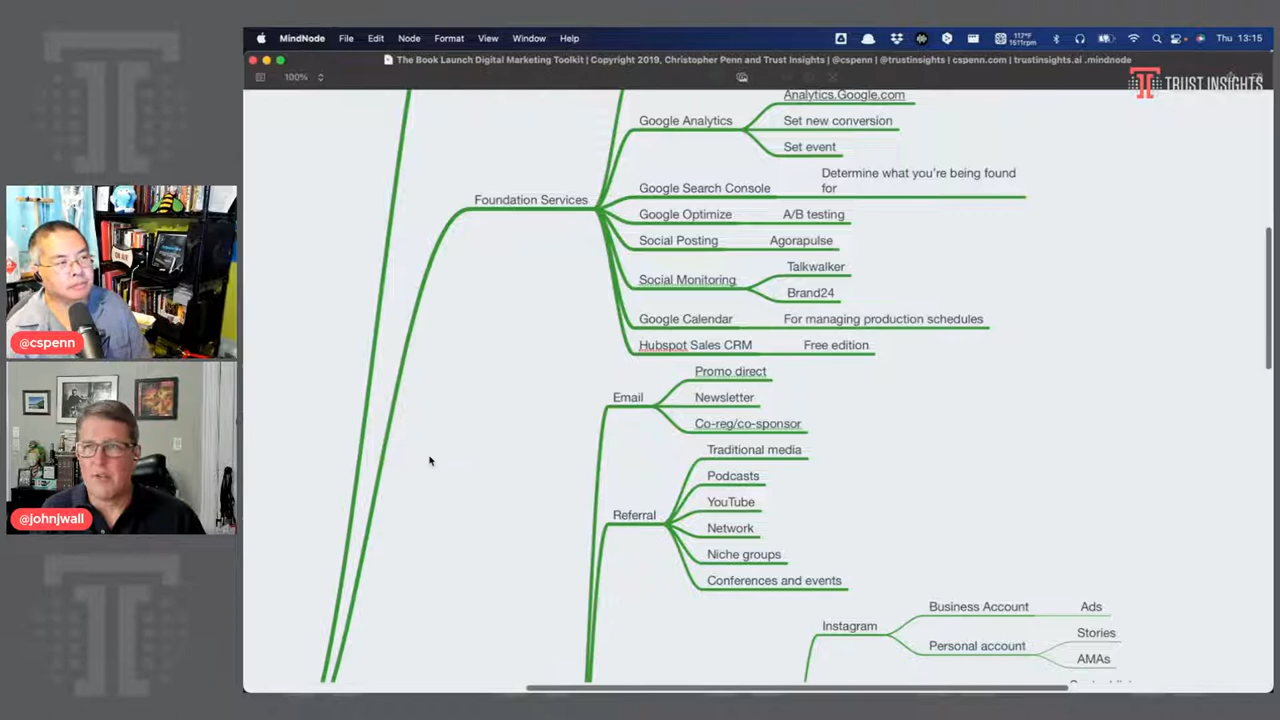 MindNode File Edit Node Format View Window Help
117°F
1511rpm
Thu 13:15
The Book Launch Digital Marketing Toolkit | Copyright 2019, Christopher Penn and Trust Insights | @cspenn | @trustinsights | cspenn.com | trustinsights.ai .mindnode
100%
TRUST INSIGHTS
Analytics.Google.com
Google Analytics
Set new conversion
Set event
Foundation Services
Determine what you're being found
for
Google Search Console
Google Optimize
A/B testing
Social Posting
Agorapulse
Social Monitoring
Talkwalker
Brand24
Google Calendar
For managing production schedules
Hubspot Sales CRM
Free edition
Email
Promo direct
Newsletter
Co-reg/co-sponsor
Referral
Traditional media
Podcasts
YouTube
Network
Niche groups
Conferences and events
Instagram
Business Account
Ads
Personal account
Stories
AMAs
ON AIR
@cspenn
@johnjwall